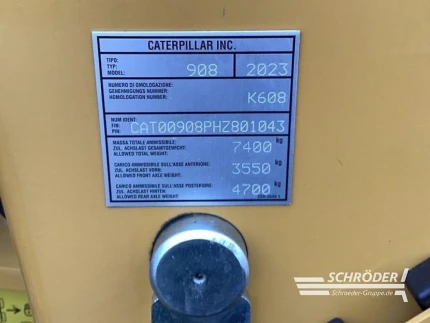 CATERPILLAR INC.
TIPO:
TYP:
MODEL:
908
2023
NUMERO DI OMOLOGAZIONE:
GENEHMIGUNGS NUMMER:
HOMOLOGATION NUMBER:
K608
NUM IDENT:
FIN:
PIN:
CAT00908PHZ801043
MASSA TOTALE AMMISSIBILE:
ZUL. ACHSLAST GESAMTGEWICHT:
ALLOWED TOTAL WEIGHT:
7400 kg
CARICO AMMISSIBILE SULL'ASSE ANTERIORE:
ZUL. ACHSLAST VORN:
ALLOWED FRONT AXLE WEIGHT:
3550 kg
CARICO AMMISSIBILE SULL'ASSE POSTERIORE:
ZUL. ACHSLAST HINTEN:
ALLOWED REAR AXLE WEIGHT:
4700 kg
SCHRÖDER
Schroeder-Gruppe.de